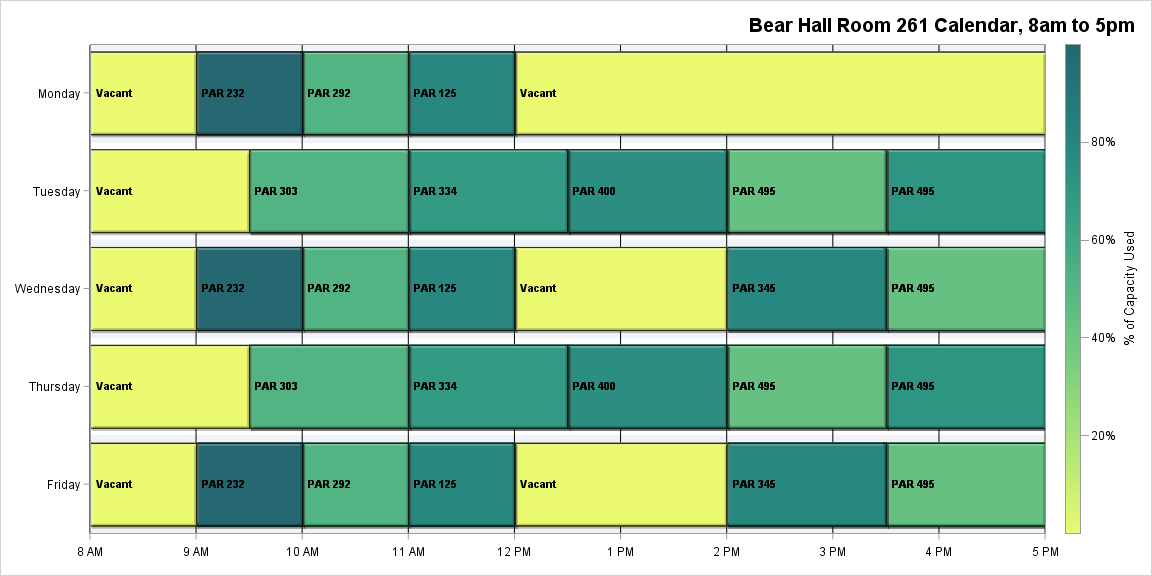 Bear Hall Room 261 Calendar, 8am to 5pm
Monday
Vacant
PAR 232
PAR 292
PAR 125
Vacant
Tuesday
Vacant
PAR 303
PAR 334
PAR 400
PAR 495
PAR 495
Wednesday
Vacant
PAR 232
PAR 292
PAR 125
Vacant
PAR 345
PAR 495
Thursday
Vacant
PAR 303
PAR 334
PAR 400
PAR 495
PAR 495
Friday
Vacant
PAR 232
PAR 292
PAR 125
Vacant
PAR 345
PAR 495
8 AM
9 AM
10 AM
11 AM
12 PM
1 PM
2 PM
3 PM
4 PM
5 PM
80%
60%
40%
20%
% of Capacity Used